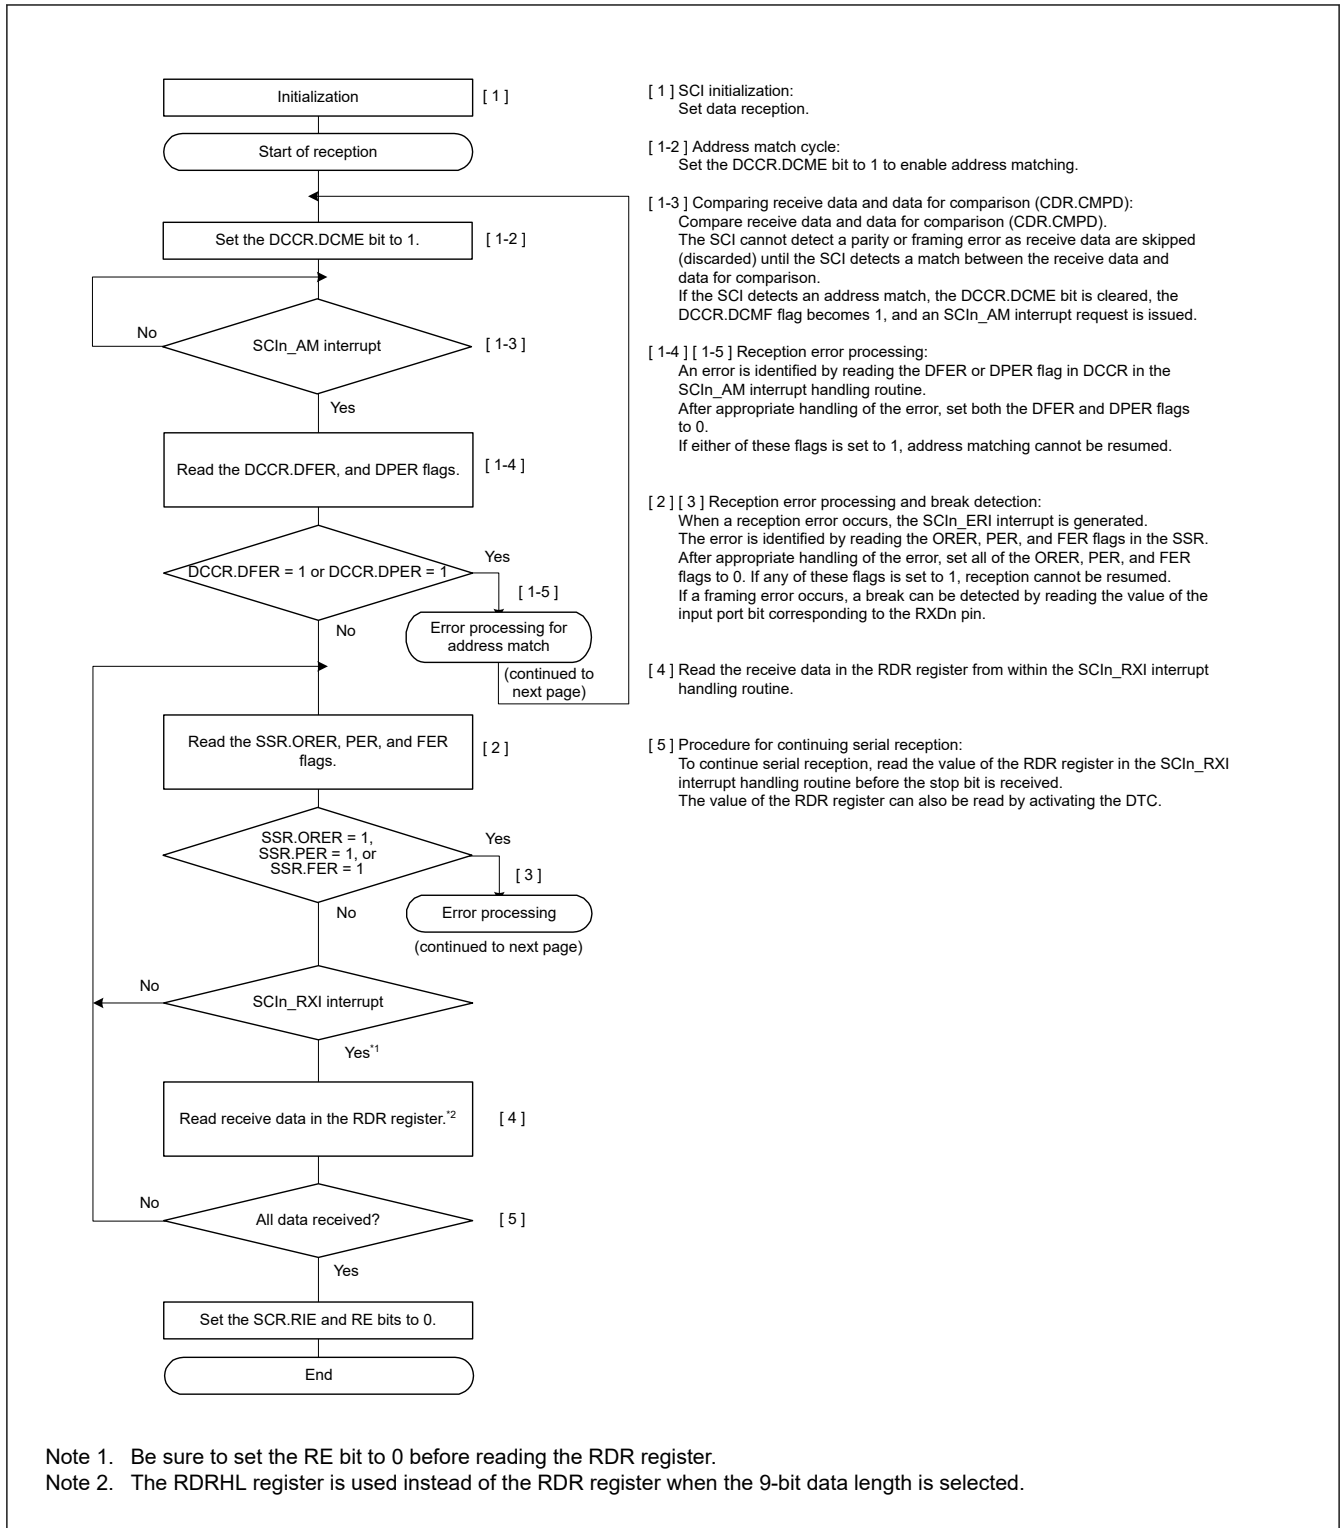 Initialization
[ 1 ]
Start of reception
Set the DCCR.DCME bit to 1.
[ 1-2 ]
No
SCIn_AM interrupt
[ 1-3 ]
Yes
Read the DCCR.DFER, and DPER flags.
[ 1-4 ]
DCCR.DFER = 1 or DCCR.DPER = 1
Yes
[ 1-5 ]
No
Error processing for
address match
(continued to
next page)
Read the SSR.ORER, PER, and FER
flags.
[ 2 ]
SSR.ORER = 1,
SSR.PER = 1, or
SSR.FER = 1
Yes
[ 3 ]
No
Error processing
(continued to next page)
No
SCIn_RXI interrupt
Yes*1
Read receive data in the RDR register.*2
[ 4 ]
No
All data received?
[ 5 ]
Yes
Set the SCR.RIE and RE bits to 0.
End
[ 1 ] SCI initialization:
Set data reception.
[ 1-2 ] Address match cycle:
Set the DCCR.DCME bit to 1 to enable address matching.
[ 1-3 ] Comparing receive data and data for comparison (CDR.CMPD):
Compare receive data and data for comparison (CDR.CMPD).
The SCI cannot detect a parity or framing error as receive data are skipped
(discarded) until the SCI detects a match between the receive data and
data for comparison.
If the SCI detects an address match, the DCCR.DCME bit is cleared, the
DCCR.DCMF flag becomes 1, and an SCIn_AM interrupt request is issued.
[ 1-4 ] [ 1-5 ] Reception error processing:
An error is identified by reading the DFER or DPER flag in DCCR in the
SCIn_AM interrupt handling routine.
After appropriate handling of the error, set both the DFER and DPER flags
to 0.
If either of these flags is set to 1, address matching cannot be resumed.
[ 2 ] [ 3 ] Reception error processing and break detection:
When a reception error occurs, the SCIn_ERI interrupt is generated.
The error is identified by reading the ORER, PER, and FER flags in the SSR.
After appropriate handling of the error, set all of the ORER, PER, and FER
flags to 0. If any of these flags is set to 1, reception cannot be resumed.
If a framing error occurs, a break can be detected by reading the value of the
input port bit corresponding to the RXDn pin.
[ 4 ] Read the receive data in the RDR register from within the SCIn_RXI interrupt
handling routine.
[ 5 ] Procedure for continuing serial reception:
To continue serial reception, read the value of the RDR register in the SCIn_RXI
interrupt handling routine before the stop bit is received.
The value of the RDR register can also be read by activating the DTC.
Note 1. Be sure to set the RE bit to 0 before reading the RDR register.
Note 2. The RDRHL register is used instead of the RDR register when the 9-bit data length is selected.